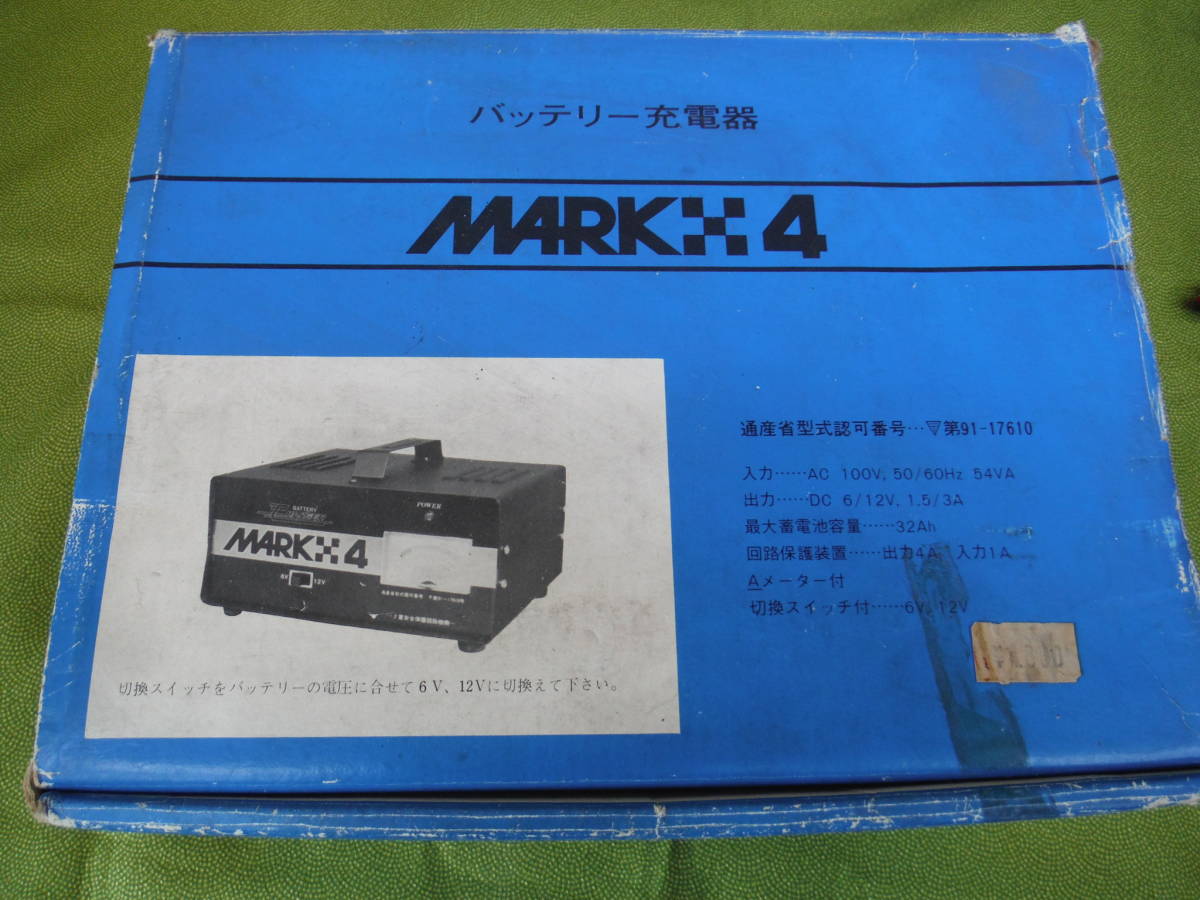 バッテリー充電器
MARKX4
通産省型式認可番号…▽第91-17610
入力……AC 100V, 50/60Hz 54VA
出力……DC 6/12V, 1.5/3A
最大蓄電池容量……32Ah
回路保護装置……出力4A、入力1A
Aメーター付
切換スイッチ付……6V, 12V
BATTERY
POWER
MARKX4
6V 12V
切換スイッチをバッテリーの電圧に合せて6V、12Vに切換えて下さい。